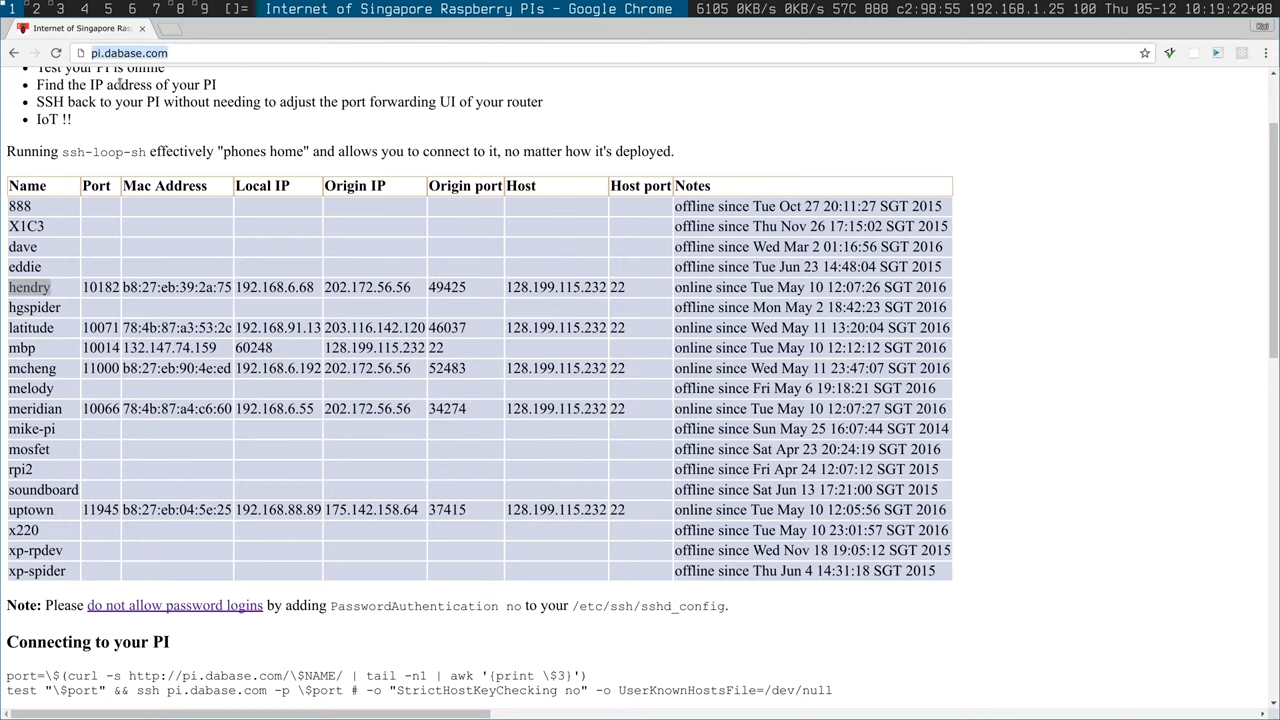 1 2 3 4 5 6 7 8 9 []= Internet of Singapore Raspberry PIs - Google Chrome 6105 0KB/s 0KB/s 57C 888 c2:98:55 192.168.1.25 100 Thu 05-12 10:19:22+08
Internet of Singapore Ras × Kai
pi.dabase.com
Test your PI is online
Find the IP address of your PI
SSH back to your PI without needing to adjust the port forwarding UI of your router
IoT !!
Running ssh-loop-sh effectively "phones home" and allows you to connect to it, no matter how it's deployed.
Name Port Mac Address Local IP Origin IP Origin port Host Host port Notes
888 offline since Tue Oct 27 20:11:27 SGT 2015
X1C3 offline since Thu Nov 26 17:15:02 SGT 2015
dave offline since Wed Mar 2 01:16:56 SGT 2016
eddie offline since Tue Jun 23 14:48:04 SGT 2015
hendry 10182 b8:27:eb:39:2a:75 192.168.6.68 202.172.56.56 49425 128.199.115.232 22 online since Tue May 10 12:07:26 SGT 2016
hgspider offline since Mon May 2 18:42:23 SGT 2016
latitude 10071 78:4b:87:a3:53:2c 192.168.91.13 203.116.142.120 46037 128.199.115.232 22 online since Wed May 11 13:20:04 SGT 2016
mbp 10014 132.147.74.159 60248 128.199.115.232 22 online since Tue May 10 12:12:12 SGT 2016
mcheng 11000 b8:27:eb:90:4e:ed 192.168.6.192 202.172.56.56 52483 128.199.115.232 22 online since Wed May 11 23:47:07 SGT 2016
melody offline since Fri May 6 19:18:21 SGT 2016
meridian 10066 78:4b:87:a4:c6:60 192.168.6.55 202.172.56.56 34274 128.199.115.232 22 online since Tue May 10 12:07:27 SGT 2016
mike-pi offline since Sun May 25 16:07:44 SGT 2014
mosfet offline since Sat Apr 23 20:24:19 SGT 2016
rpi2 offline since Fri Apr 24 12:07:12 SGT 2015
soundboard offline since Sat Jun 13 17:21:00 SGT 2015
uptown 11945 b8:27:eb:04:5e:25 192.168.88.89 175.142.158.64 37415 128.199.115.232 22 online since Tue May 10 12:05:56 SGT 2016
x220 offline since Tue May 10 23:01:57 SGT 2016
xp-rpdev offline since Wed Nov 18 19:05:12 SGT 2015
xp-spider offline since Thu Jun 4 14:31:18 SGT 2015
Note: Please do not allow password logins by adding PasswordAuthentication no to your /etc/ssh/sshd_config.
Connecting to your PI
port=\$(curl -s http://pi.dabase.com/\$NAME/ | tail -n1 | awk '{print \$3}')
test "\$port" && ssh pi.dabase.com -p \$port # -o "StrictHostKeyChecking no" -o UserKnownHostsFile=/dev/null